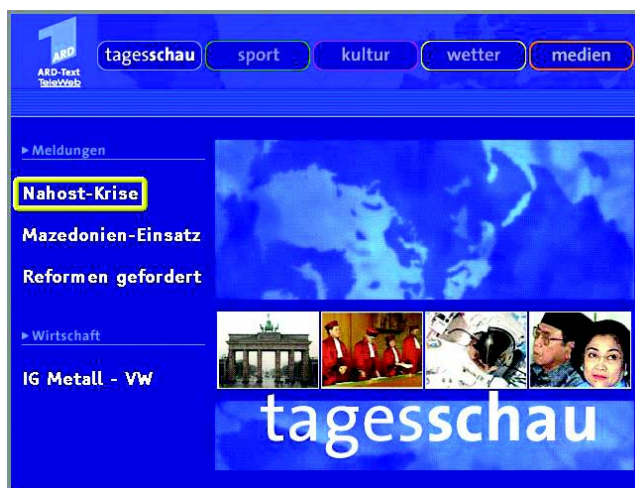 ARD
ARD-Text
TeleWeb
tagesschau
sport
kultur
wetter
medien
Meldungen
Nahost-Krise
Mazedonien-Einsatz
Reformen gefordert
Wirtschaft
IG Metall - VW
tagesschau